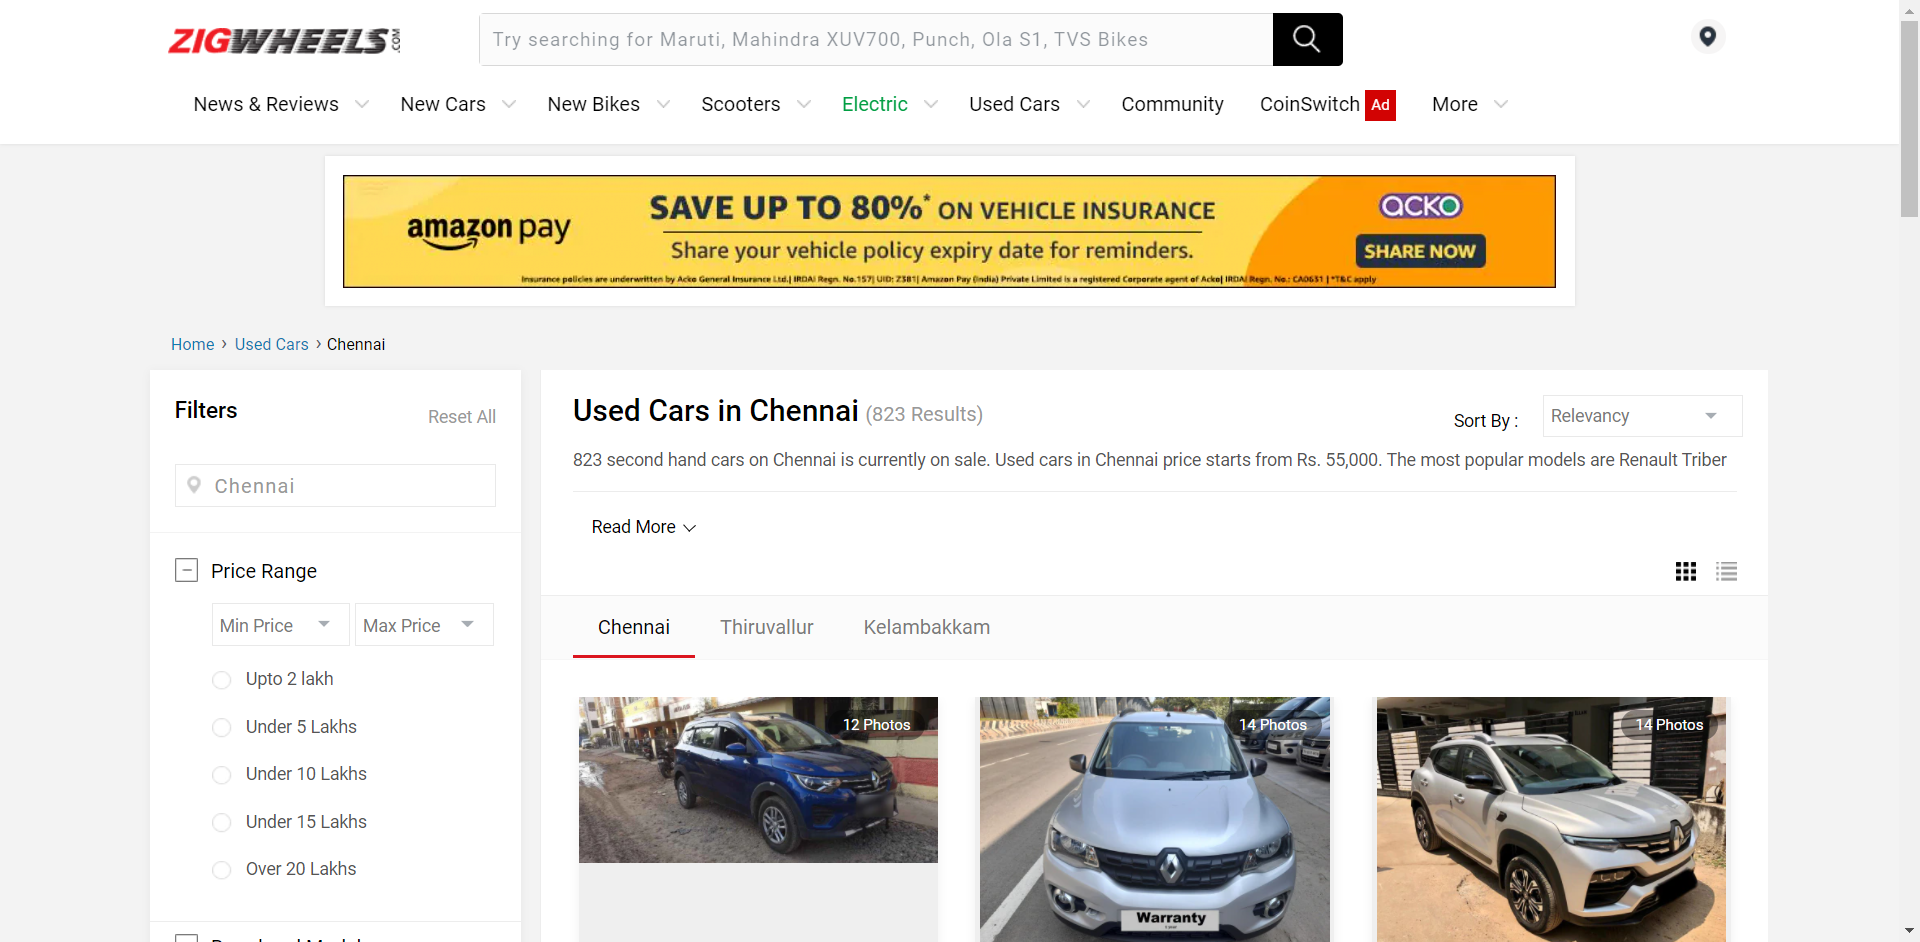 ZIGWHEELS.COM
Try searching for Maruti, Mahindra XUV700, Punch, Ola S1, TVS Bikes
News & Reviews New Cars New Bikes Scooters Electric Used Cars Community CoinSwitch Ad More
amazon pay
SAVE UP TO 80%* ON VEHICLE INSURANCE
Share your vehicle policy expiry date for reminders.
ACKO
SHARE NOW
Insurance policies are underwritten by Acko General Insurance Ltd.| IRDAI Regn. No.157| UID: 2381| Amazon Pay (India) Private Limited is a registered Corporate agent of Acko| IRDAI Regn. No.: CA0631 | *T&C apply
Home › Used Cars › Chennai
Filters
Reset All
Chennai
Price Range
Min Price Max Price
Upto 2 lakh
Under 5 Lakhs
Under 10 Lakhs
Under 15 Lakhs
Over 20 Lakhs
Used Cars in Chennai (823 Results)
Sort By : Relevancy
823 second hand cars on Chennai is currently on sale. Used cars in Chennai price starts from Rs. 55,000. The most popular models are Renault Triber
Read More
Chennai Thiruvallur Kelambakkam
12 Photos
14 Photos
14 Photos
Warranty